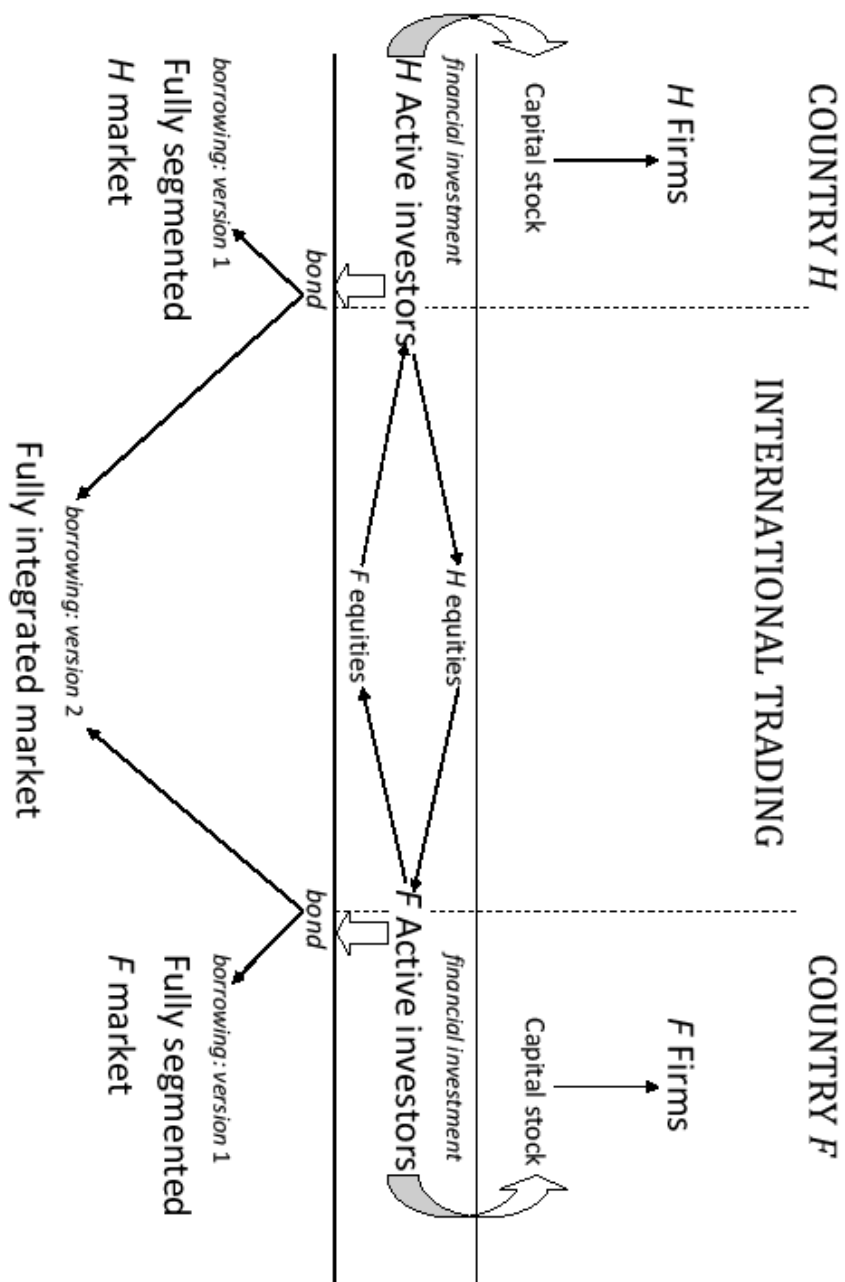 COUNTRY H
INTERNATIONAL TRADING
COUNTRY F
H Firms
F Firms
Capital stock
Capital stock
financial investment
H equities
financial investment
H Active investors
F Active investors
F equities
bond
bond
borrowing: version 1
borrowing: version 1
Fully segmented
H market
Fully segmented
F market
borrowing: version 2
Fully integrated market